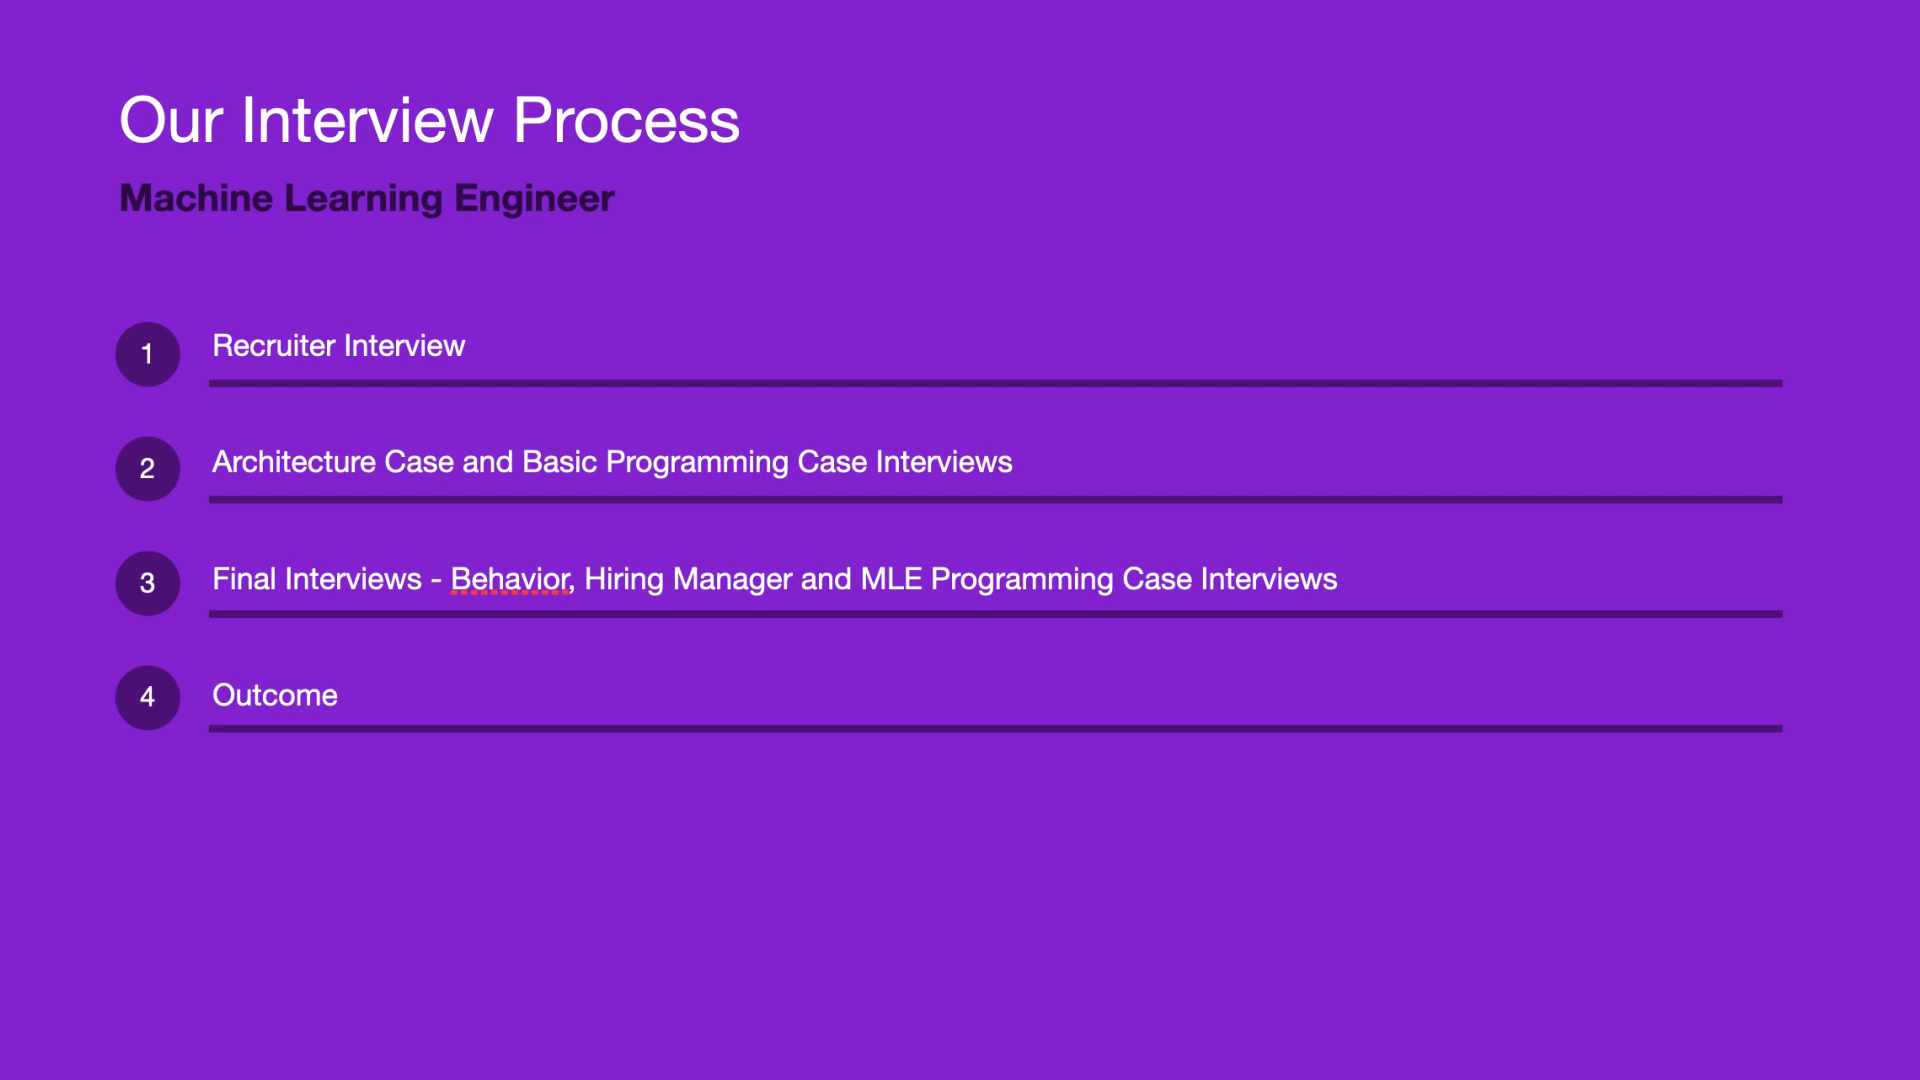 Our Interview Process
Machine Learning Engineer
1 Recruiter Interview
2 Architecture Case and Basic Programming Case Interviews
3 Final Interviews - Behavior, Hiring Manager and MLE Programming Case Interviews
4 Outcome